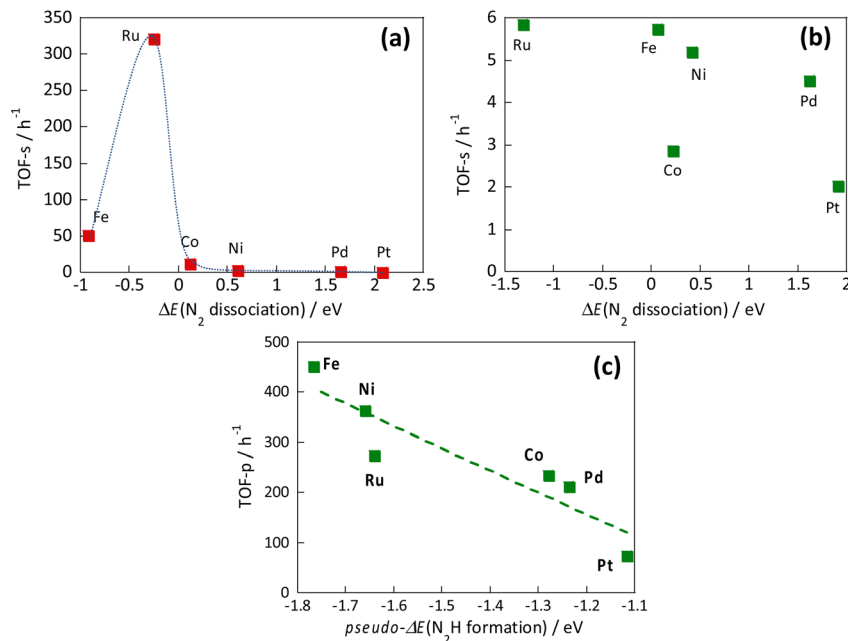 (a)
TOF-s / h⁻¹
350
300
250
200
150
100
50
0
Ru
Fe
Co
Ni
Pd
Pt
-1 -0.5 0 0.5 1 1.5 2 2.5
ΔE(N₂ dissociation) / eV
(b)
TOF-s / h⁻¹
6
5
4
3
2
1
0
Ru
Fe
Ni
Co
Pd
Pt
-1.5 -1 -0.5 0 0.5 1 1.5 2
ΔE(N₂ dissociation) / eV
(c)
TOF-p / h⁻¹
500
400
300
200
100
0
Fe
Ni
Ru
Co
Pd
Pt
-1.8 -1.7 -1.6 -1.5 -1.4 -1.3 -1.2 -1.1
pseudo-ΔE(N₂H formation) / eV